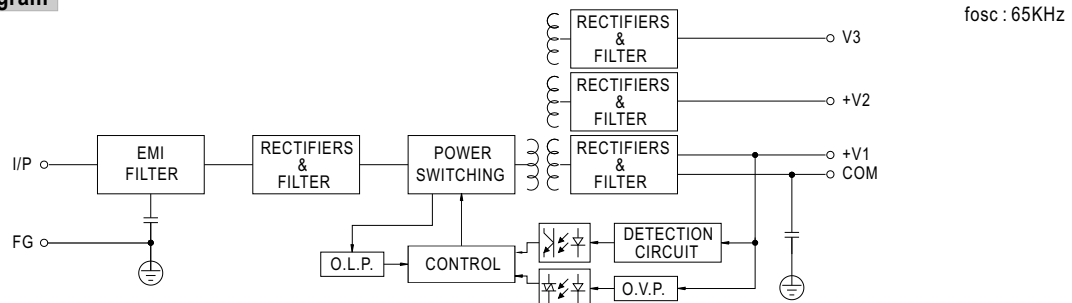 fosc : 65KHz
RECTIFIERS
&
FILTER
V3
RECTIFIERS
&
FILTER
+V2
I/P
EMI
FILTER
RECTIFIERS
&
FILTER
POWER
SWITCHING
RECTIFIERS
&
FILTER
+V1
COM
FG
O.L.P.
CONTROL
DETECTION
CIRCUIT
O.V.P.